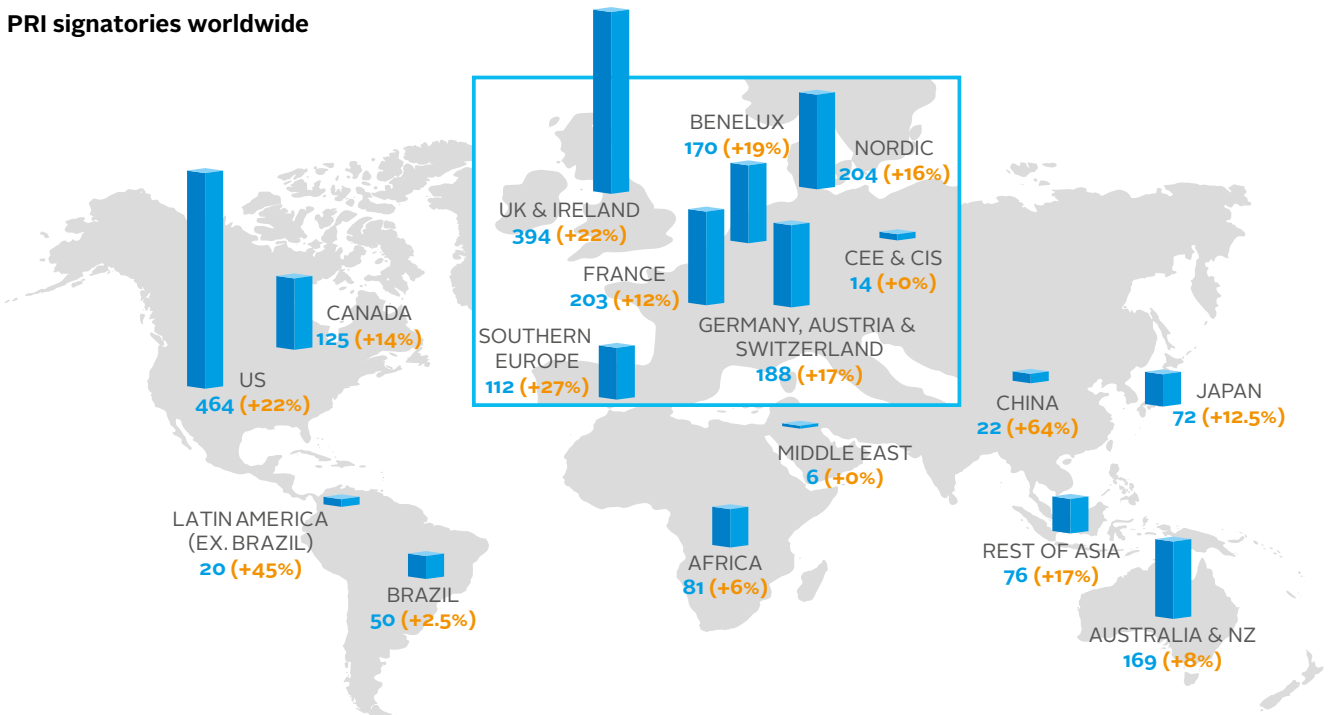 PRI signatories worldwide
BENELUX
170 (+19%)
NORDIC
204 (+16%)
UK & IRELAND
394 (+22%)
CEE & CIS
14 (+0%)
FRANCE
203 (+12%)
CANADA
125 (+14%)
GERMANY, AUSTRIA &
SWITZERLAND
188 (+17%)
SOUTHERN
EUROPE
112 (+27%)
US
464 (+22%)
CHINA
22 (+64%)
JAPAN
72 (+12.5%)
MIDDLE EAST
6 (+0%)
LATIN AMERICA
(EX. BRAZIL)
20 (+45%)
BRAZIL
50 (+2.5%)
AFRICA
81 (+6%)
REST OF ASIA
76 (+17%)
AUSTRALIA & NZ
169 (+8%)